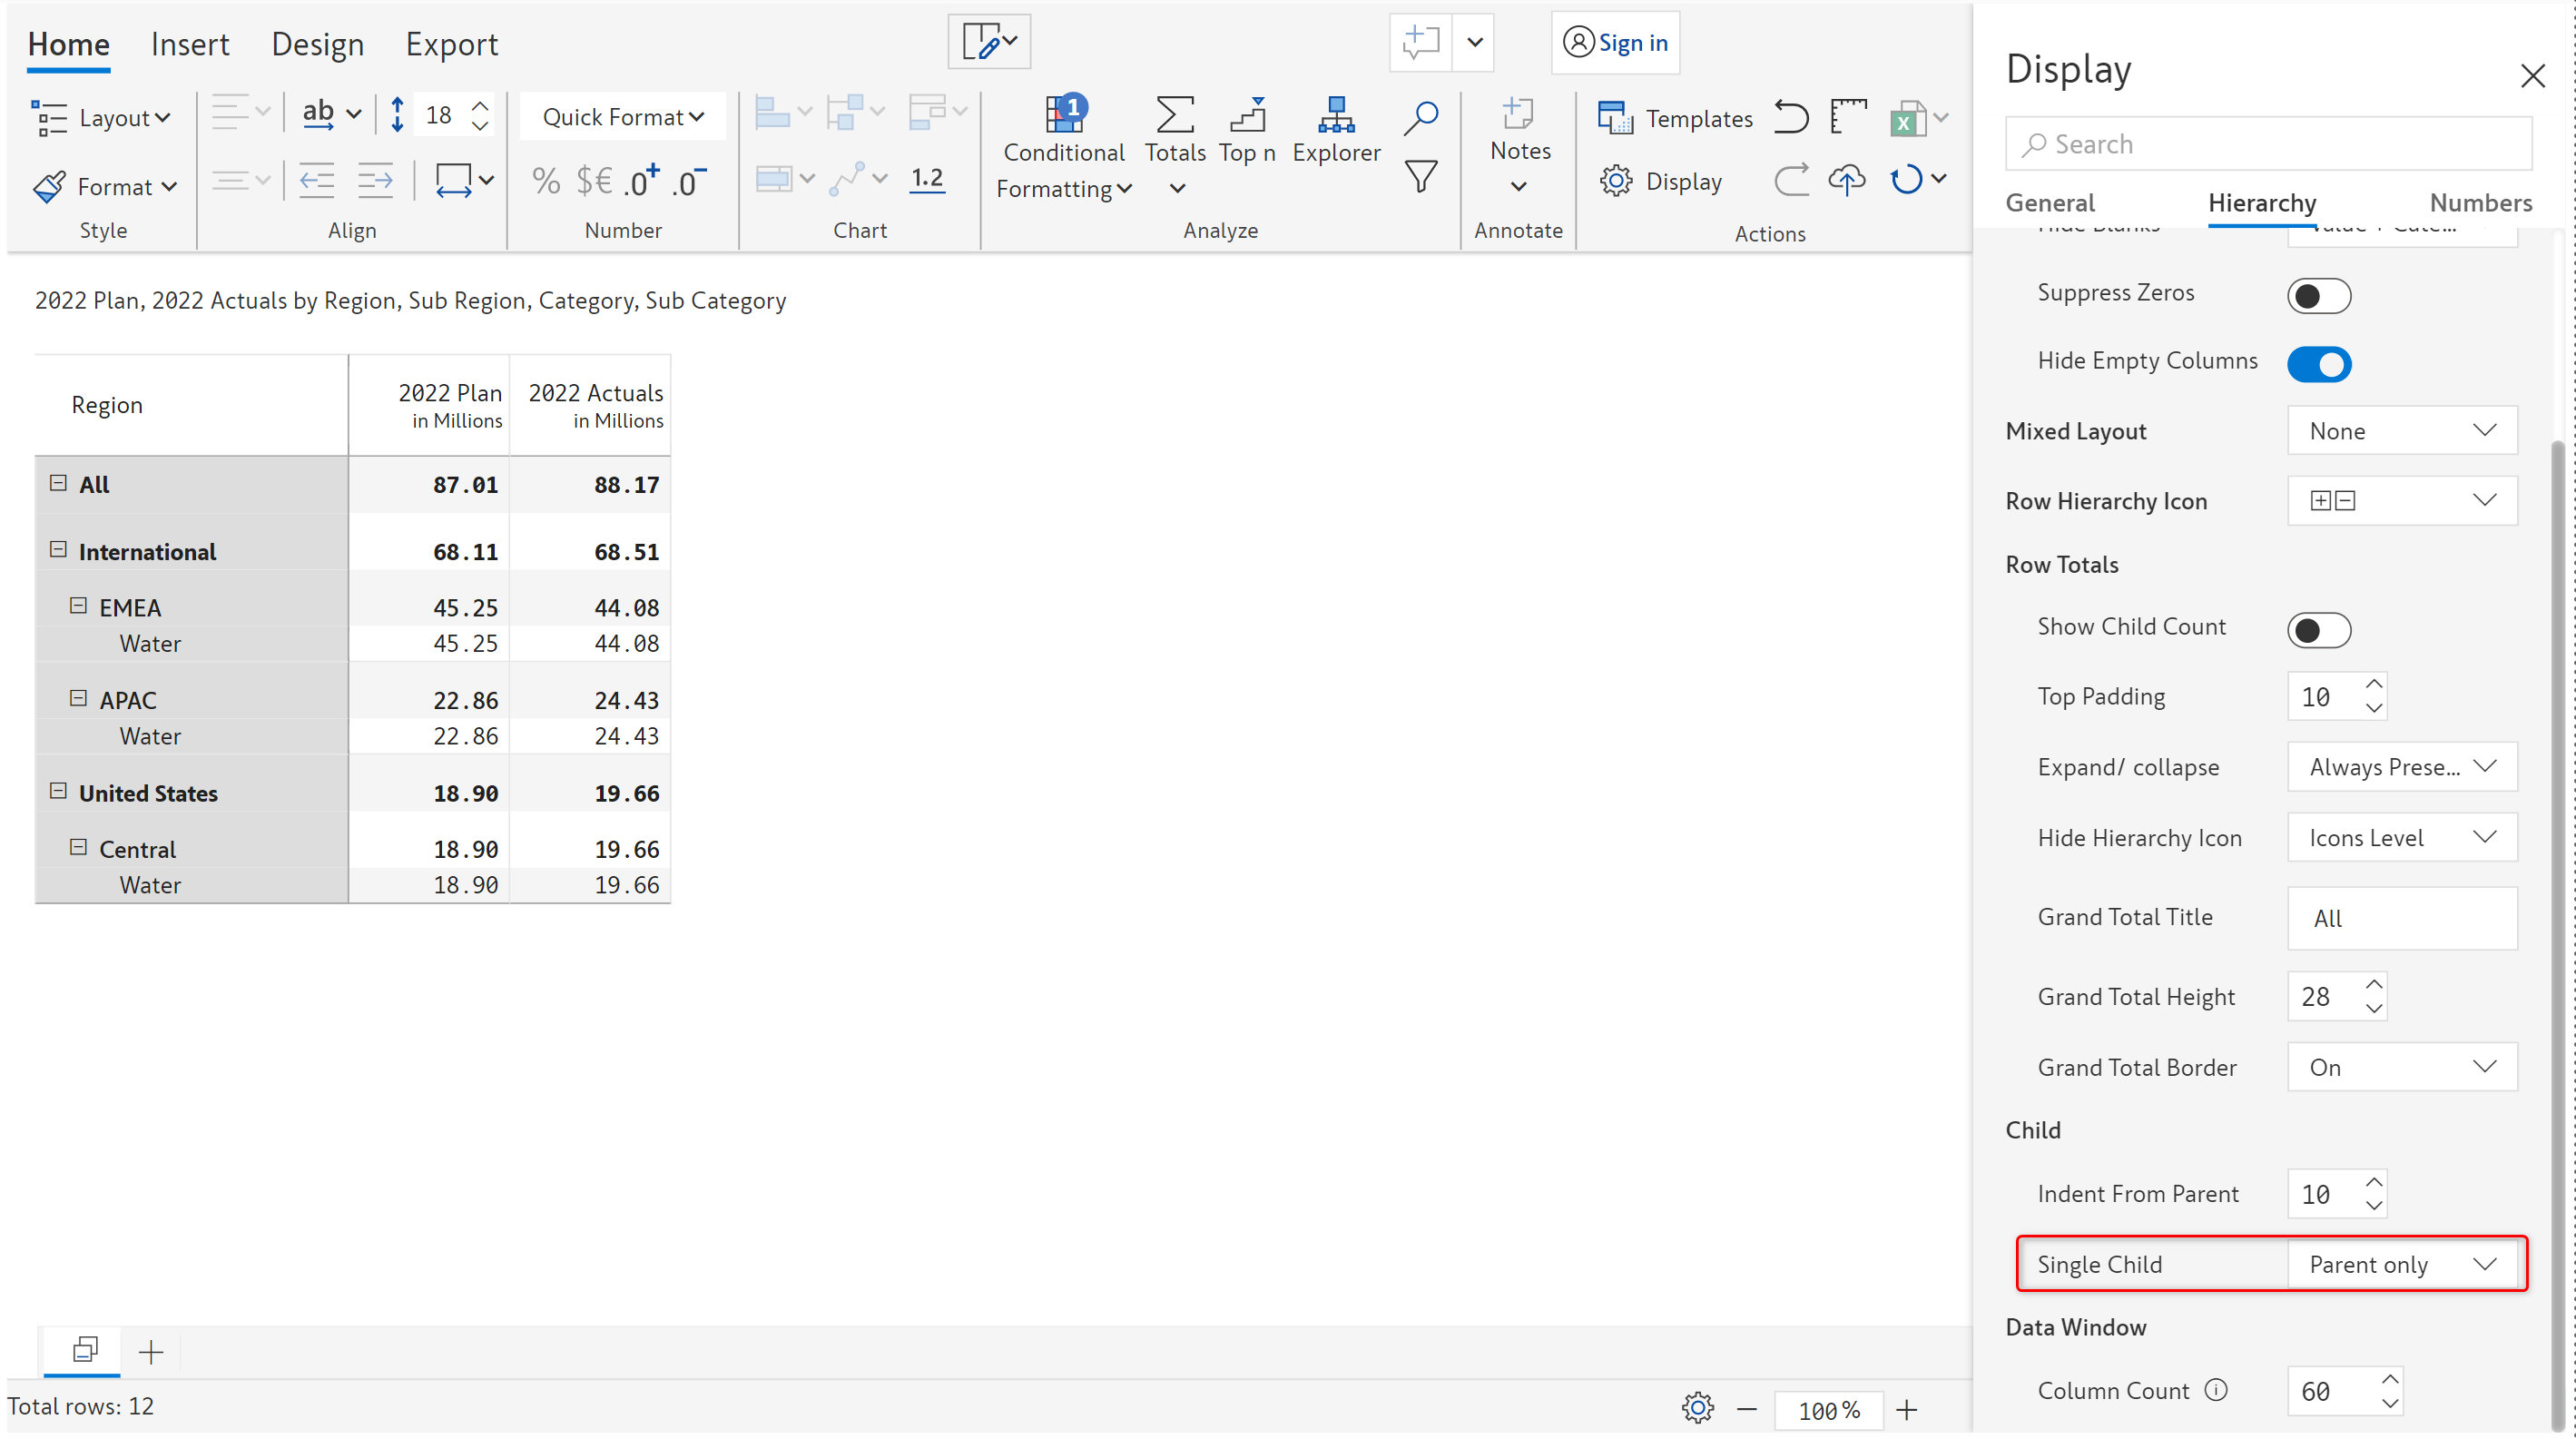 Home Insert Design Export
Sign in
Layout
ab
18
Quick Format
Conditional Formatting
1
Totals
Top n
Explorer
Notes
Templates
Format
% $€ .0+ .0-
1.2
Display
Style
Align
Number
Chart
Analyze
Annotate
Actions
2022 Plan, 2022 Actuals by Region, Sub Region, Category, Sub Category
Region 2022 Plan in Millions 2022 Actuals in Millions
All 87.01 88.17
International 68.11 68.51
EMEA 45.25 44.08
Water 45.25 44.08
APAC 22.86 24.43
Water 22.86 24.43
United States 18.90 19.66
Central 18.90 19.66
Water 18.90 19.66
Total rows: 12
100 %
Display
Search
General Hierarchy Numbers
Suppress Zeros
Hide Empty Columns
Mixed Layout None
Row Hierarchy Icon
Row Totals
Show Child Count
Top Padding 10
Expand/ collapse Always Prese...
Hide Hierarchy Icon Icons Level
Grand Total Title All
Grand Total Height 28
Grand Total Border On
Child
Indent From Parent 10
Single Child Parent only
Data Window
Column Count 60